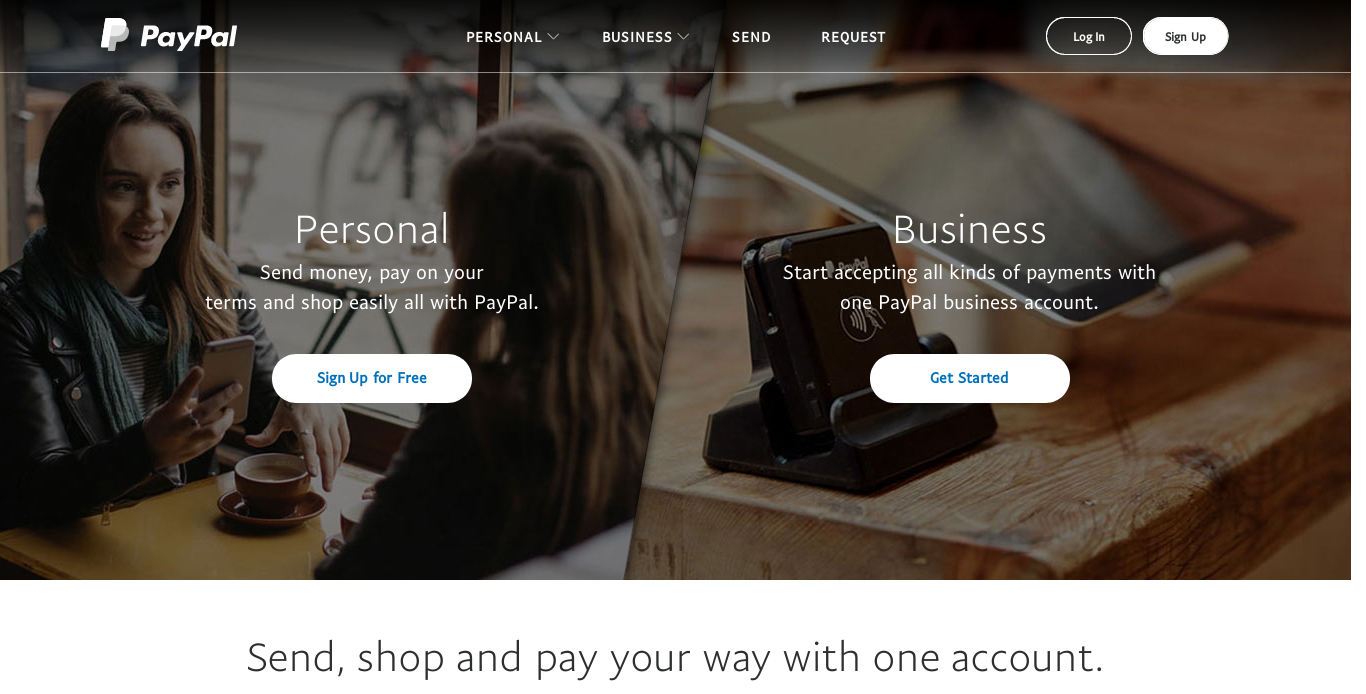 PayPal
PERSONAL
BUSINESS
SEND
REQUEST
Log In
Sign Up
Personal
Send money, pay on your
terms and shop easily all with PayPal.
Sign Up for Free
Business
Start accepting all kinds of payments with
one PayPal business account.
PayPal
Get Started
Send, shop and pay your way with one account.